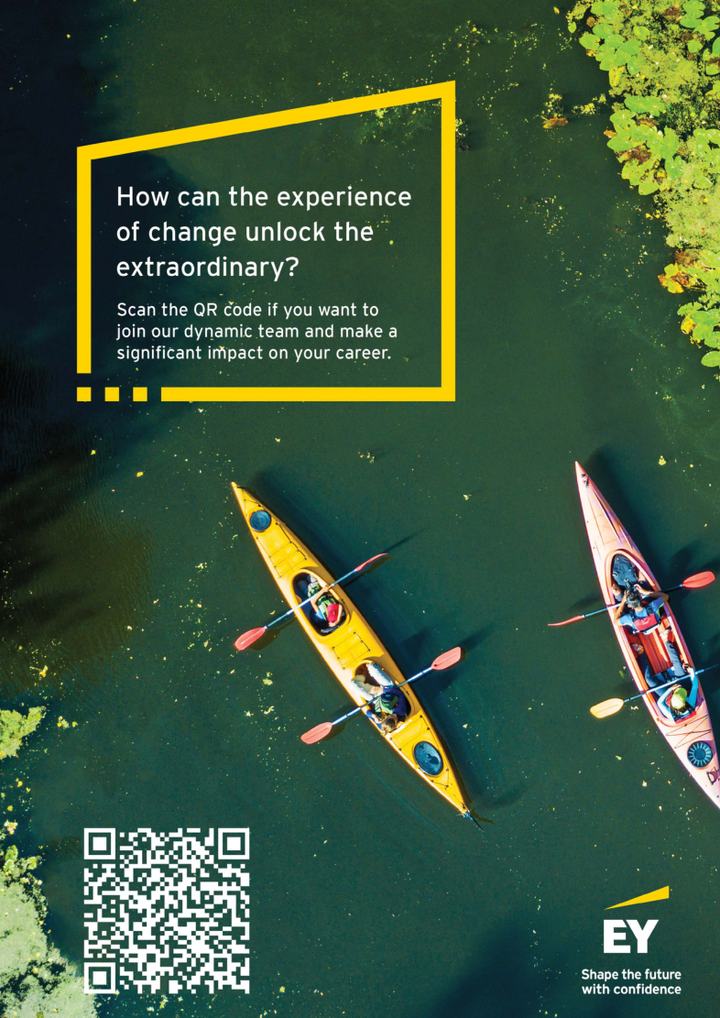 How can the experience
of change unlock the
extraordinary?
Scan the QR code if you want to
join our dynamic team and make a
significant impact on your career.
EY
Shape the future
with confidence